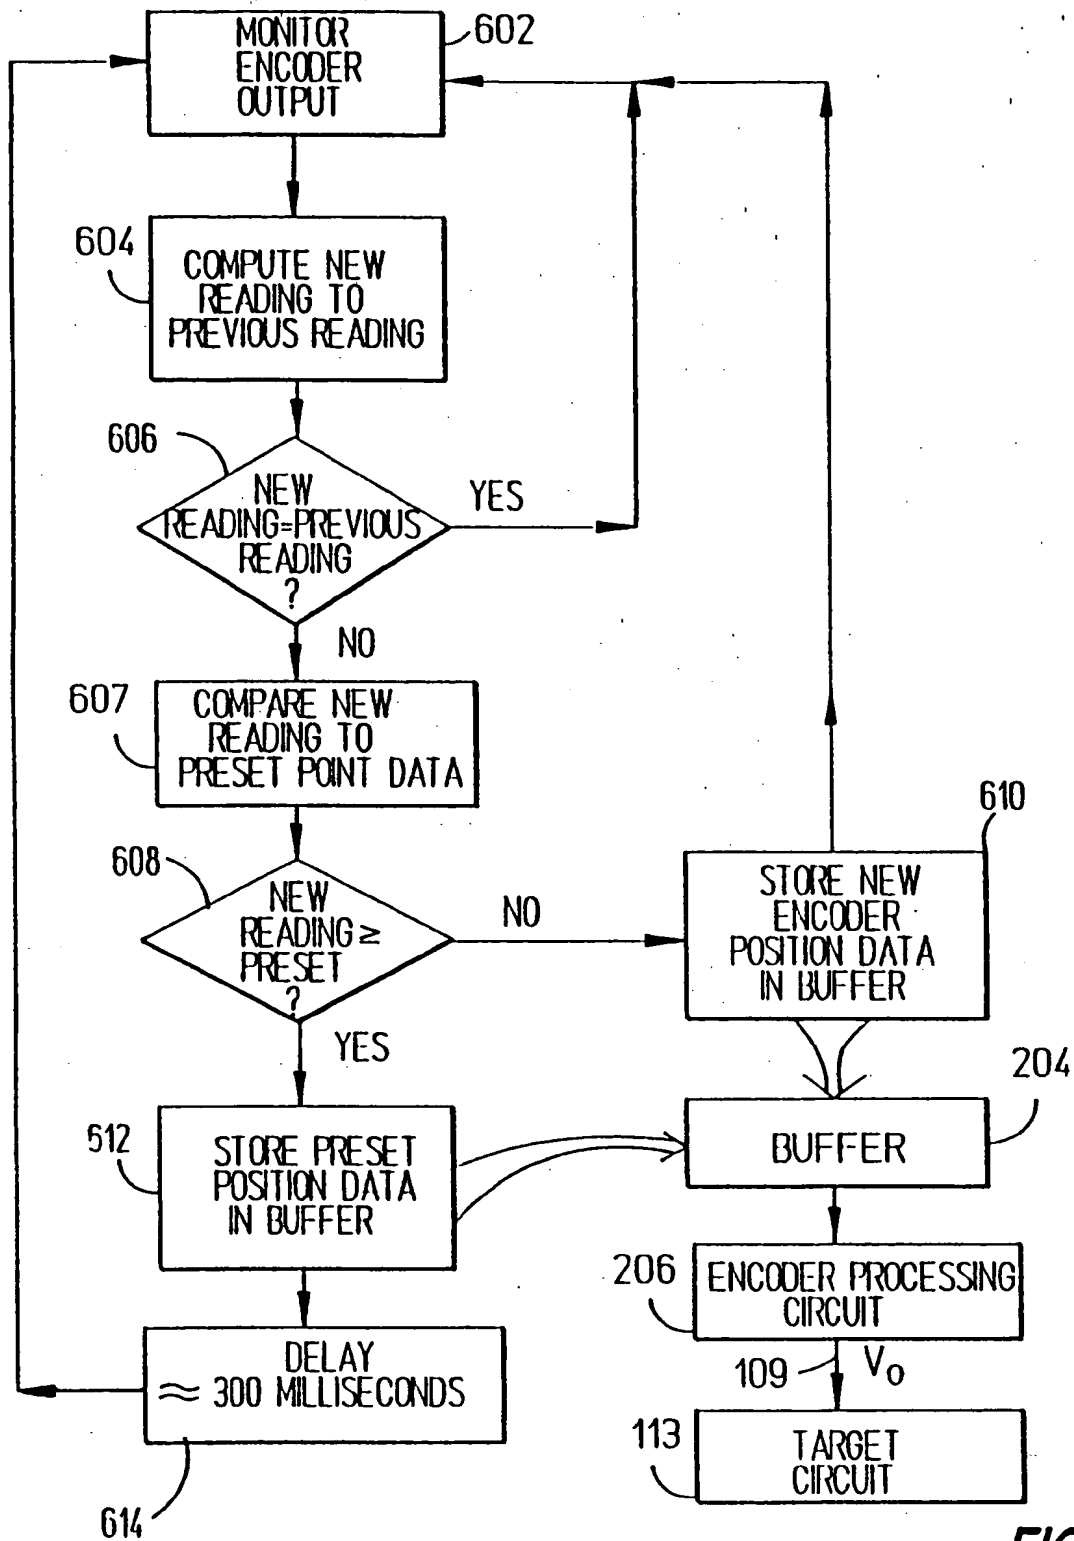 MONITOR
ENCODER
OUTPUT
602
604
COMPUTE NEW
READING TO
PREVIOUS READING
606
NEW
READING=PREVIOUS
READING
?
YES
NO
607
COMPARE NEW
READING TO
PRESET POINT DATA
608
NEW
READING ≥
PRESET
?
NO
YES
610
STORE NEW
ENCODER
POSITION DATA
IN BUFFER
612
STORE PRESET
POSITION DATA
IN BUFFER
204
BUFFER
206
ENCODER PROCESSING
CIRCUIT
109
V₀
DELAY
≈ 300 MILLISECONDS
614
113
TARGET
CIRCUIT